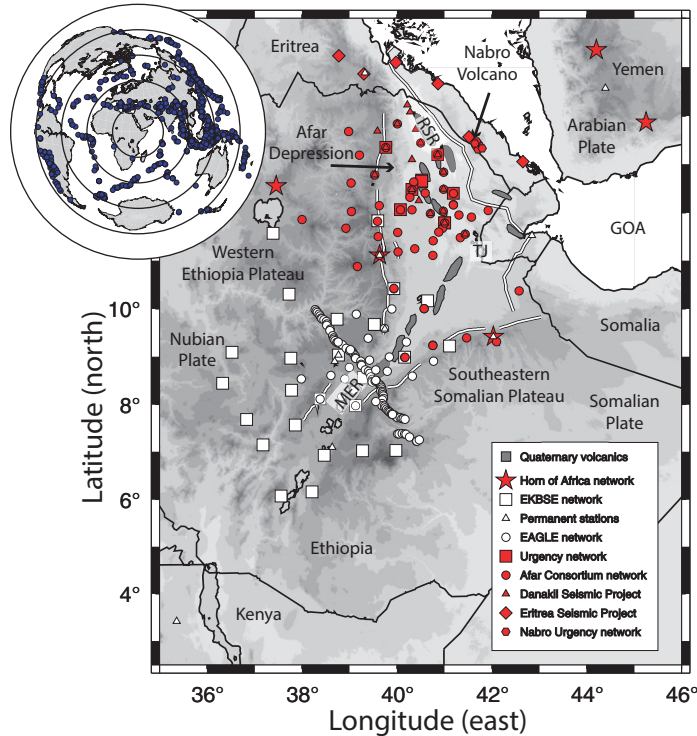 Eritrea
Nabro
Volcano
Yemen
Arabian
Plate
RSR
Afar
Depression
GOA
TJ
Western
Ethiopia Plateau
Nubian
Plate
MER
Southeastern
Somalian Plateau
Somalia
Somalian
Plate
Ethiopia
Kenya
Quaternary volcanics
Horn of Africa network
EKBSE network
Permanent stations
EAGLE network
Urgency network
Afar Consortium network
Danakil Seismic Project
Eritrea Seismic Project
Nabro Urgency network
10°
8°
6°
4°
Latitude (north)
36° 38° 40° 42° 44° 46°
Longitude (east)